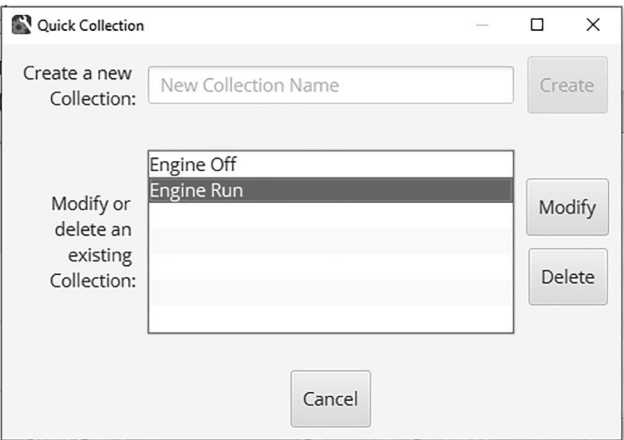 Quick Collection
Create a new
Collection:
New Collection Name
Create
Engine Off
Engine Run
Modify or
delete an
existing
Collection:
Modify
Delete
Cancel